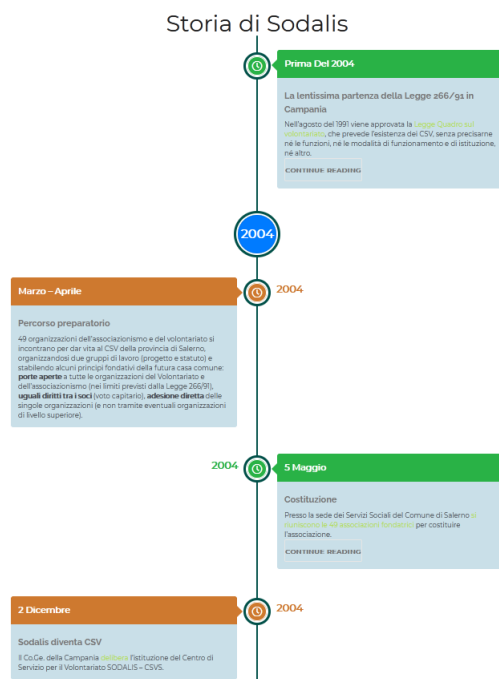 Storia di Sodalis
Prima Del 2004
La lentissima partenza della Legge 266/91 in
Campania
Nell'agosto del 1991 viene approvata la Legge Quadro sul
volontariato, che prevede l'esistenza dei CSV, senza precisarne
né le funzioni, né le modalità di funzionamento e di istituzione,
né altro.
CONTINUE READING
2004
Marzo – Aprile
2004
Percorso preparatorio
49 organizzazioni dell'associazionismo e del volontariato si
incontrano per dar vita al CSV della provincia di Salerno,
organizzandosi due gruppi di lavoro (progetto e statuto) e
stabilendo alcuni principi fondativi della futura casa comune:
porte aperte a tutte le organizzazioni del Volontariato e
dell'associazionismo (nei limiti previsti dalla Legge 266/91),
uguali diritti tra i soci (voto capitario), adesione diretta delle
singole organizzazioni (e non tramite eventuali organizzazioni
di livello superiore).
2004
5 Maggio
Costituzione
Presso la sede dei Servizi Sociali del Comune di Salerno si
riuniscono le 48 associazioni fondatrici per costituire
l'associazione.
CONTINUE READING
2 Dicembre
2004
Sodalis diventa CSV
Il Co.Ge. della Campania delibera l'istituzione del Centro di
Servizio per il Volontariato SODALIS – CSVS.